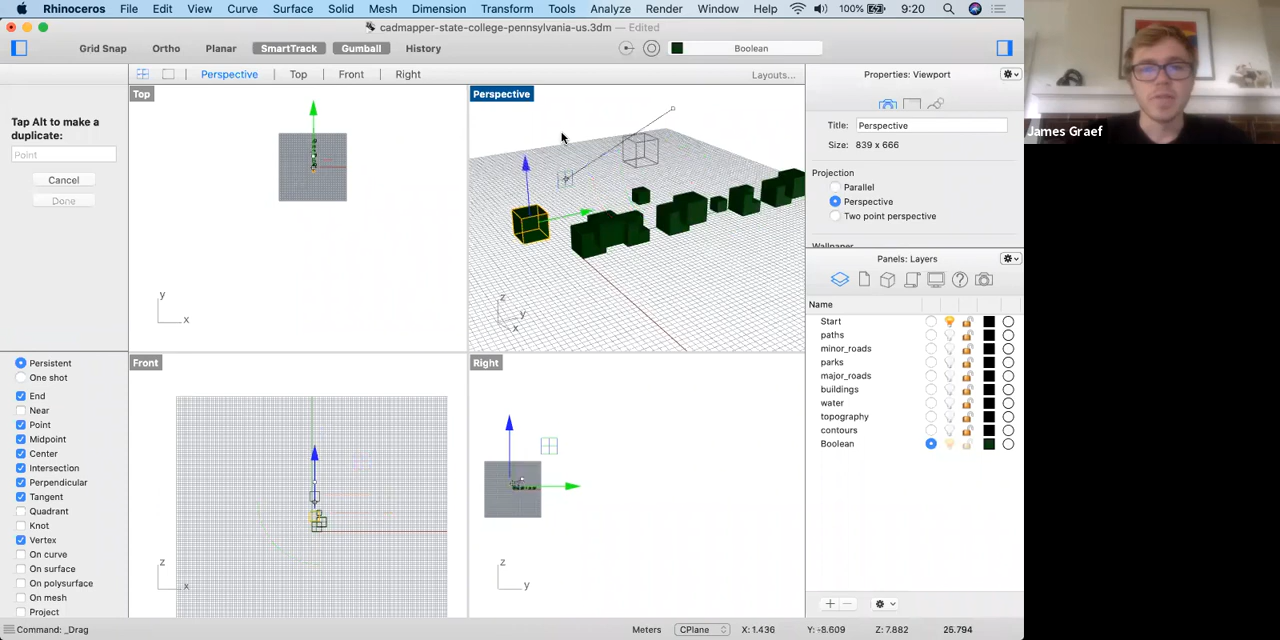 Rhinoceros File Edit View Curve Surface Solid Mesh Dimension Transform Tools Analyze Render Window Help 100% 9:20
cadmapper-state-college-pennsylvania-us.3dm — Edited
Grid Snap Ortho Planar SmartTrack Gumball History Boolean
Perspective Top Front Right Layouts...
Properties: Viewport
Tap Alt to make a
duplicate:
Point
Cancel
Done
Top
y
x
Perspective
z
y
x
Title: Perspective
Size: 839 x 666
Projection
Parallel
Perspective
Two point perspective
Wallpaper
Panels: Layers
Name
Start
paths
minor_roads
parks
major_roads
buildings
water
topography
contours
Boolean
Persistent
One shot
End
Near
Point
Midpoint
Center
Intersection
Perpendicular
Tangent
Quadrant
Knot
Vertex
On curve
On surface
On polysurface
On mesh
Project
Front
z
x
Right
z
y
Command: _Drag
Meters CPlane X: 1.436 Y: -8.609 Z: 7.882 25.794
James Graef